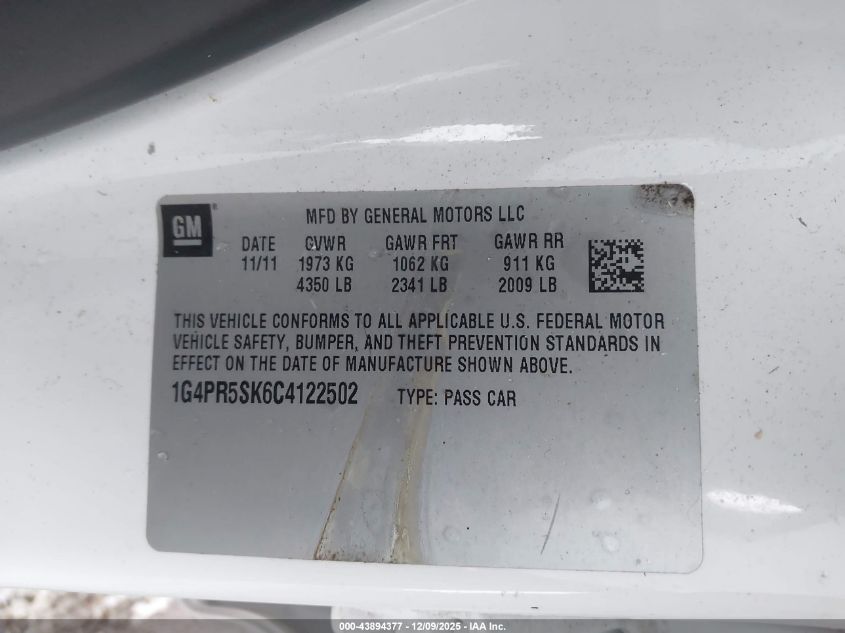 GM®
MFD BY GENERAL MOTORS LLC
DATE GVWR GAWR FRT GAWR RR
11/11 1973 KG 1062 KG 911 KG
4350 LB 2341 LB 2009 LB
THIS VEHICLE CONFORMS TO ALL APPLICABLE U.S. FEDERAL MOTOR
VEHICLE SAFETY, BUMPER, AND THEFT PREVENTION STANDARDS IN
EFFECT ON THE DATE OF MANUFACTURE SHOWN ABOVE.
1G4PR5SK6C4122502 TYPE: PASS CAR
000-43894377 - 12/09/2025 - IAA Inc.